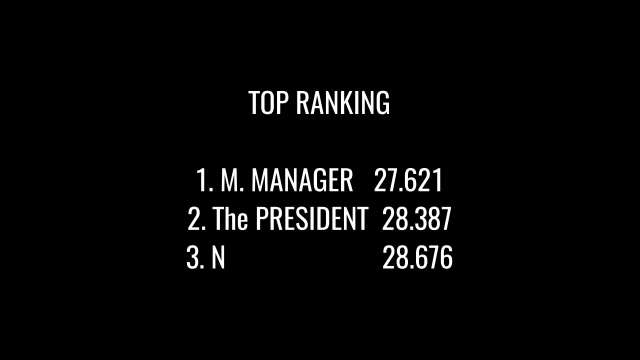 TOP RANKING
1. M. MANAGER 27.621
2. The PRESIDENT 28.387
3. N 28.676